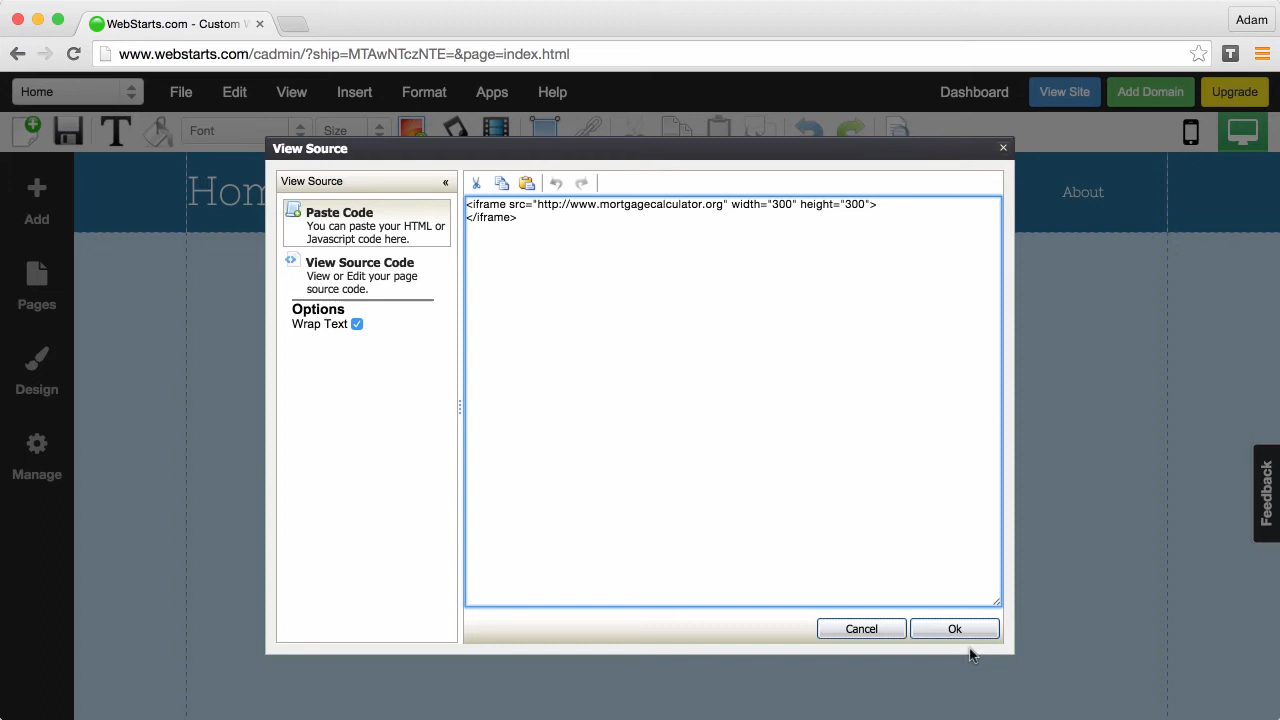 WebStarts.com - Custom
Adam
www.webstarts.com/cadmin/?ship=MTAwNTczNTE=&page=index.html
Home
File
Edit
View
Insert
Format
Apps
Help
Dashboard
View Site
Add Domain
Upgrade
Font
Size
View Source
Add
Pages
Design
Manage
About
View Source
Paste Code
You can paste your HTML or
Javascript code here.
View Source Code
View or Edit your page
source code.
Options
Wrap Text
<iframe src="http://www.mortgagecalculator.org" width="300" height="300">
</iframe>
Cancel
Ok
Feedback